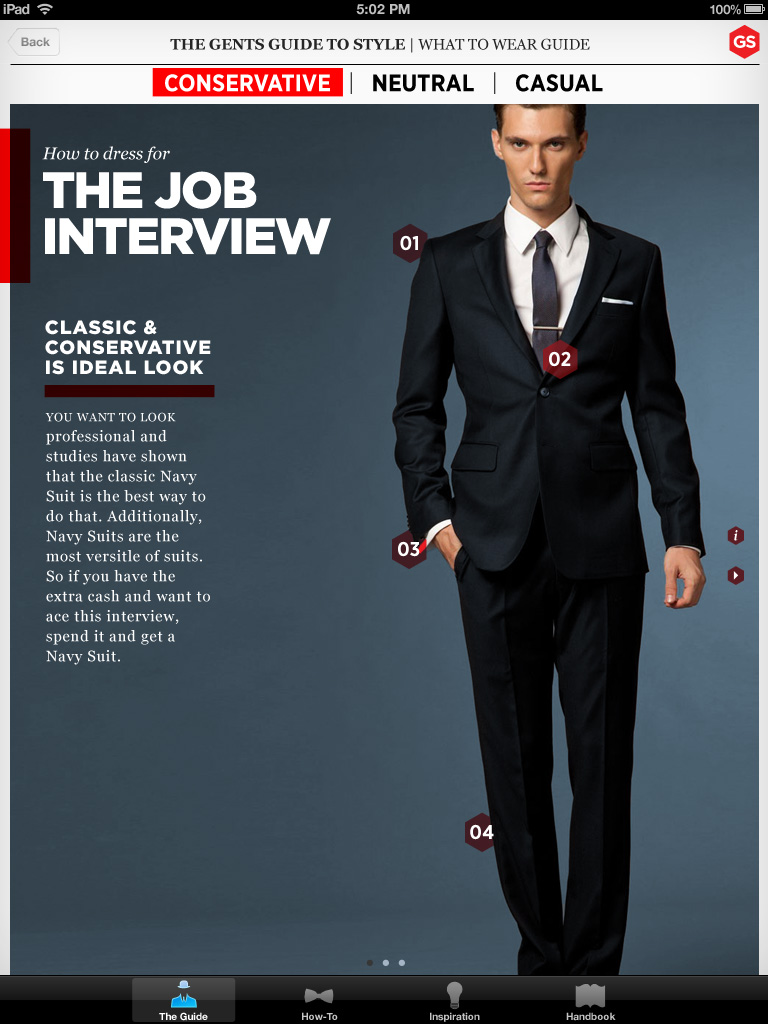 iPad 5:02 PM 100%
Back THE GENTS GUIDE TO STYLE | WHAT TO WEAR GUIDE GS
CONSERVATIVE | NEUTRAL | CASUAL
How to dress for
THE JOB
INTERVIEW
01
CLASSIC &
CONSERVATIVE
IS IDEAL LOOK
02
YOU WANT TO LOOK
professional and
studies have shown
that the classic Navy
Suit is the best way to
do that. Additionally,
Navy Suits are the
most versitle of suits.
So if you have the
extra cash and want to
ace this interview,
spend it and get a
Navy Suit.
03
i
04
The Guide How-To Inspiration Handbook